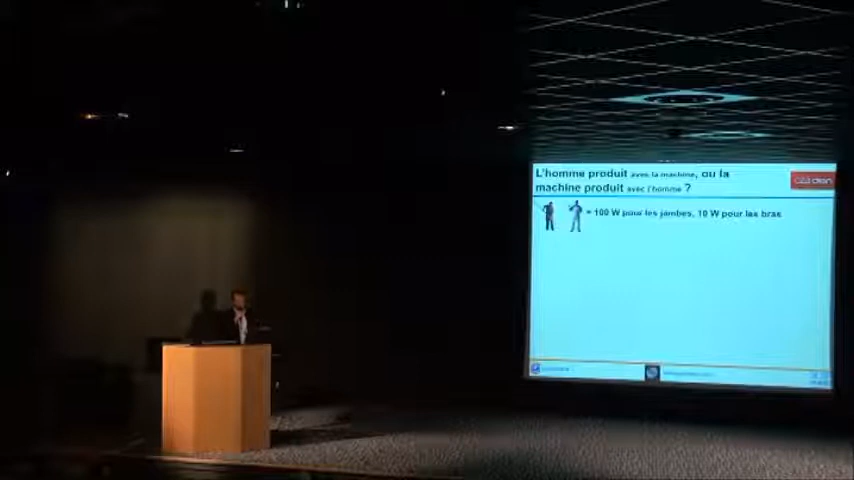 L'homme produit avec la machine, ou la
machine produit avec l'homme ?
= 100 W pour les jambes, 10 W pour les bras